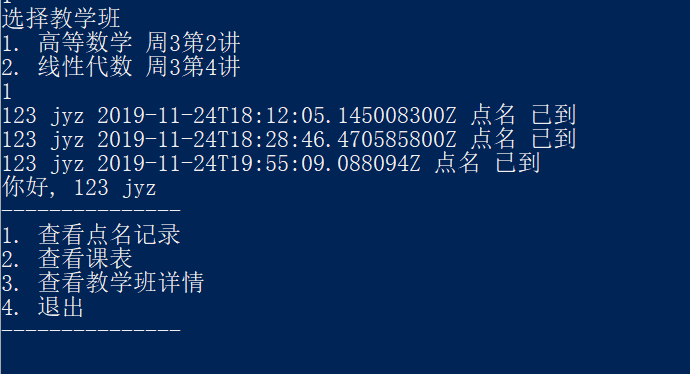 选择教学班
1. 高等数学 周3第2讲
2. 线性代数 周3第4讲
1
123 jyz 2019-11-24T18:12:05.145008300Z 点名 已到
123 jyz 2019-11-24T18:28:46.470585800Z 点名 已到
123 jyz 2019-11-24T19:55:09.088094Z 点名 已到
你好, 123 jyz
---------------
1. 查看点名记录
2. 查看课表
3. 查看教学班详情
4. 退出
---------------